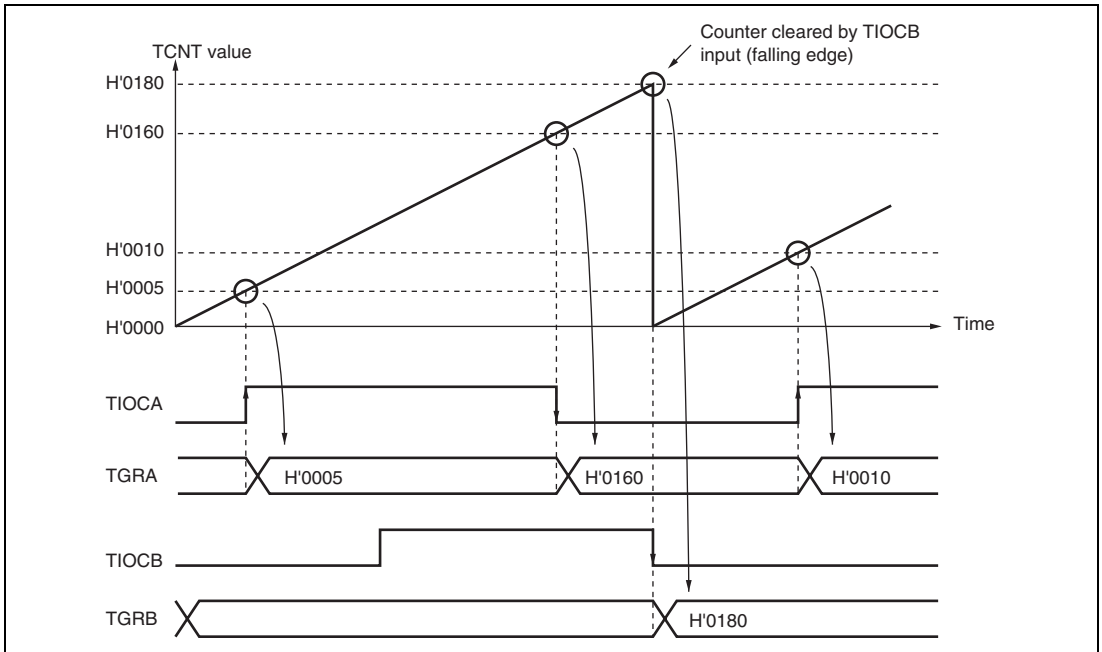 Counter cleared by TIOCB
input (falling edge)
TCNT value
H'0180
H'0160
H'0010
H'0005
H'0000
Time
TIOCA
TGRA
H'0005
H'0160
H'0010
TIOCB
TGRB
H'0180